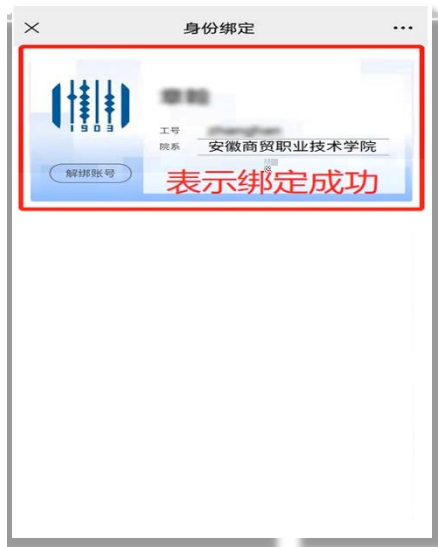 身份绑定
1903
工号
院系 安徽商贸职业技术学院
解绑账号
表示绑定成功